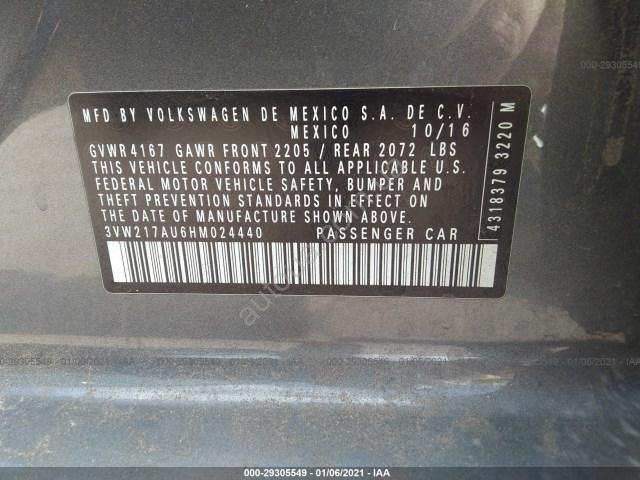 MFD BY VOLKSWAGEN DE MEXICO S.A. DE C.V.
MEXICO 10/16
GVWR 4167 GAWR FRONT 2205 / REAR 2072 LBS
THIS VEHICLE CONFORMS TO ALL APPLICABLE U.S.
FEDERAL MOTOR VEHICLE SAFETY, BUMPER AND
THEFT PREVENTION STANDARDS IN EFFECT ON
THE DATE OF MANUFACTURE SHOWN ABOVE.
3VW217AU6HM024440 PASSENGER CAR
4318379 3220 M
000-29305549 - 01/06/2021 - IAA